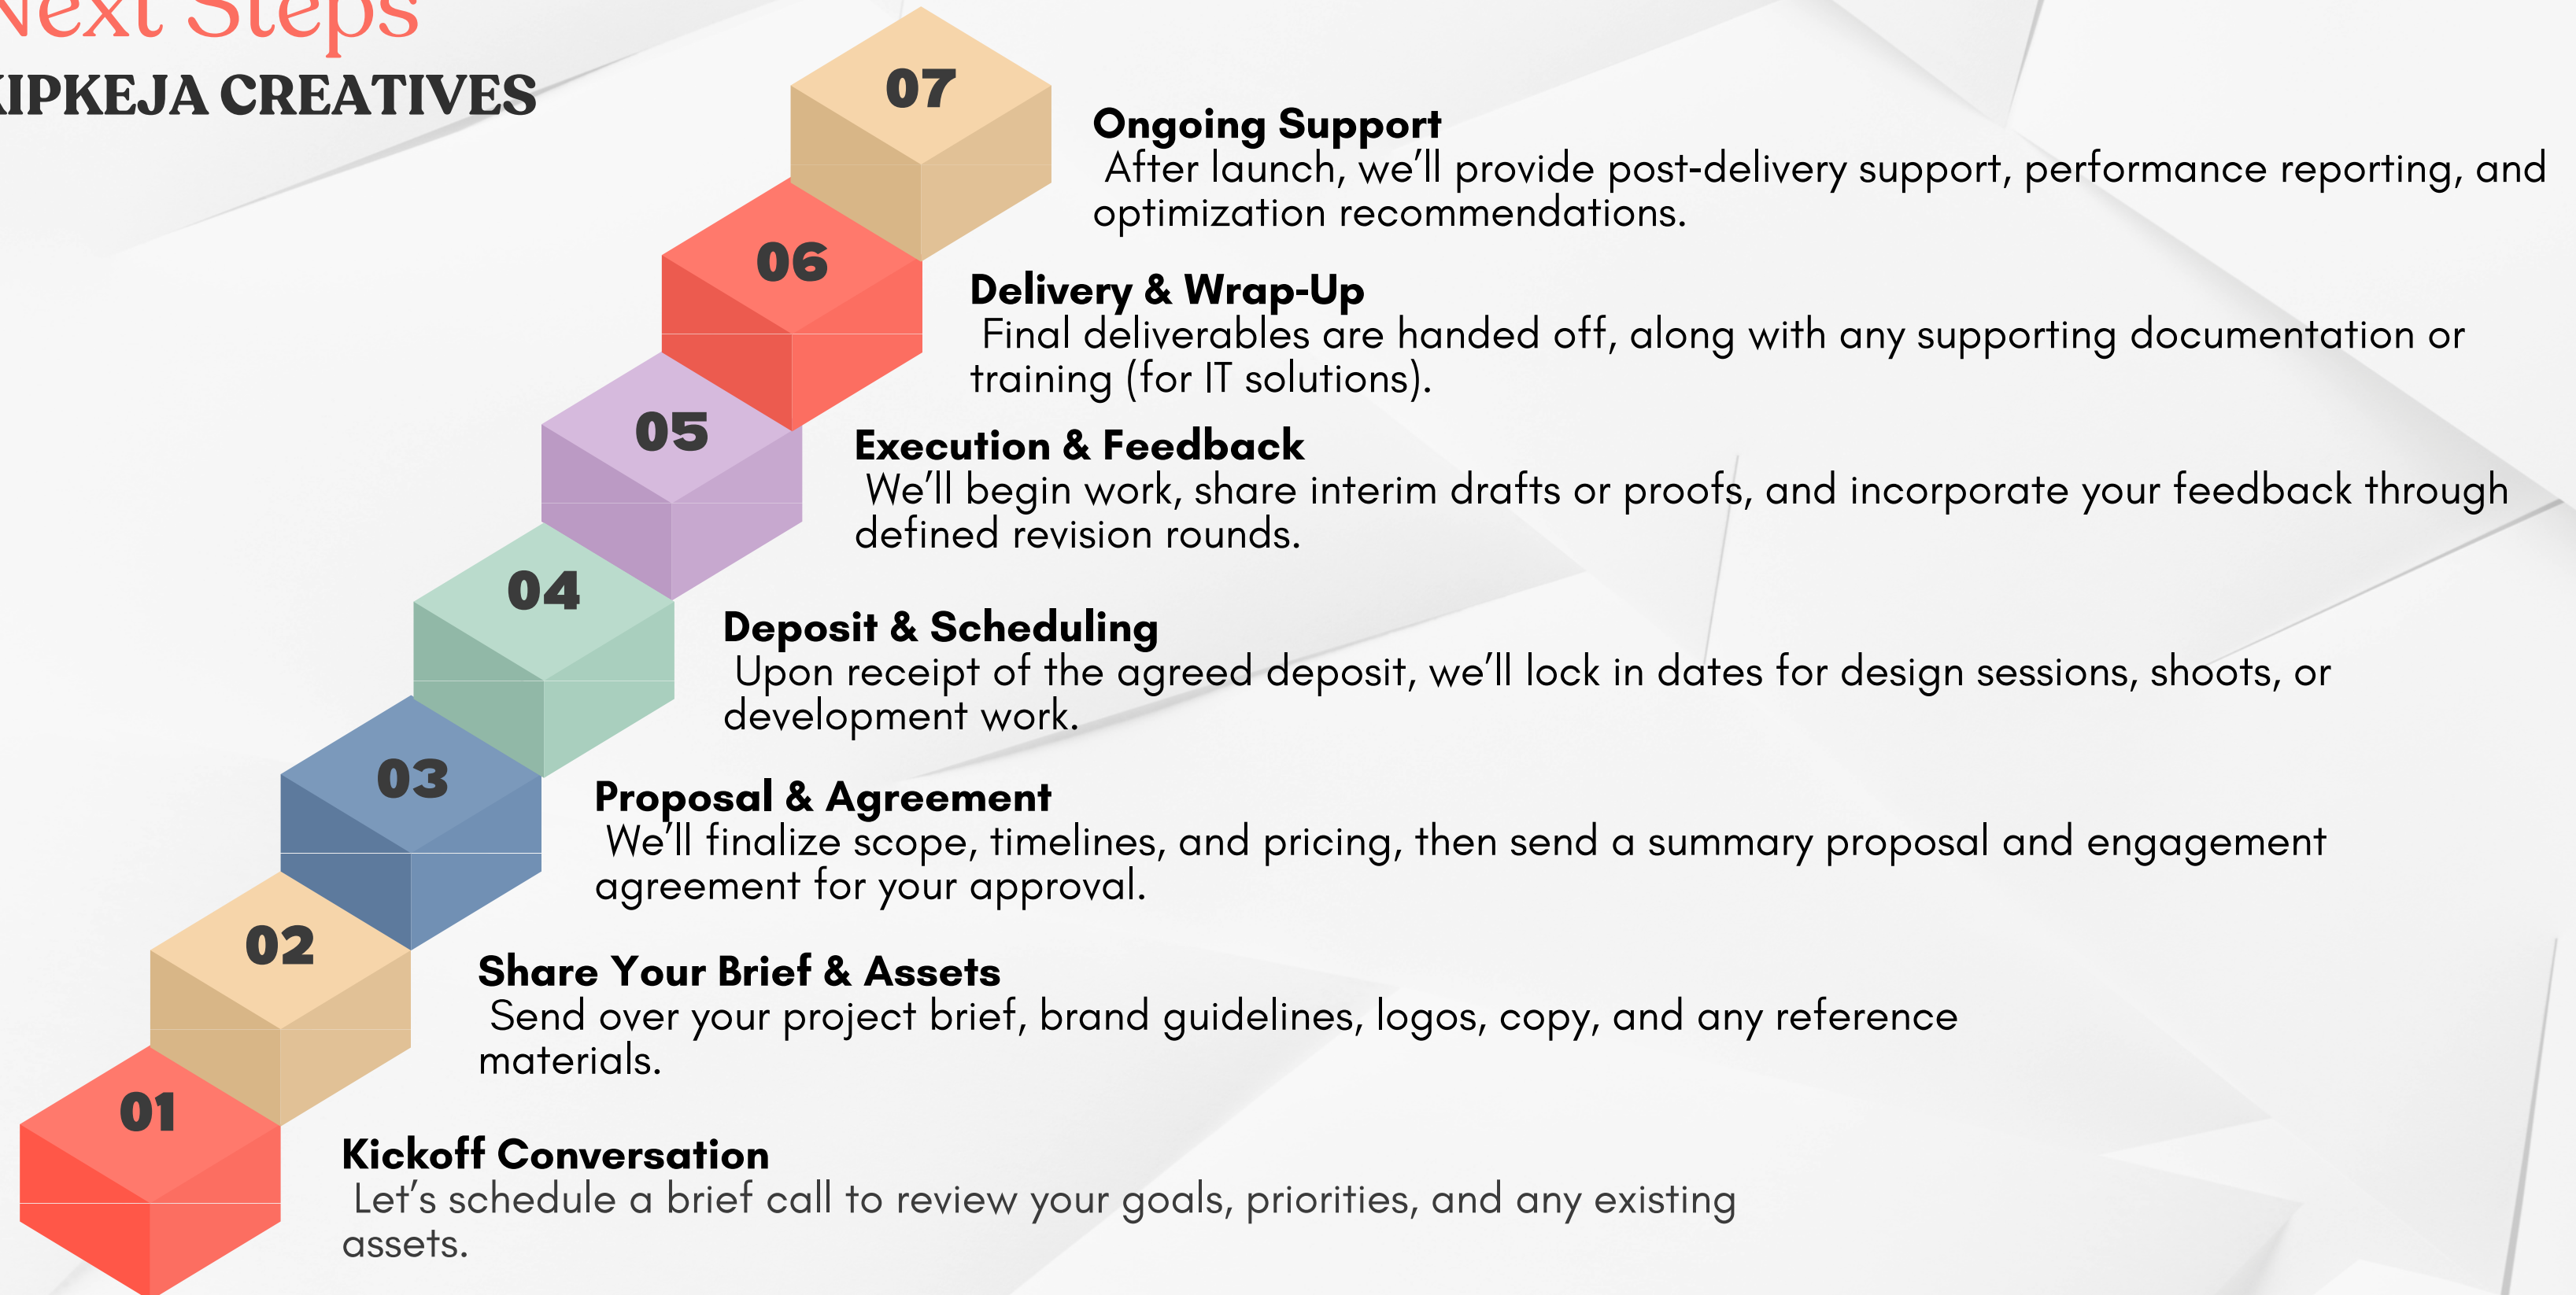 Next Steps
KIPKEJA CREATIVES
07
Ongoing Support
After launch, we’ll provide post-delivery support, performance reporting, and
optimization recommendations.
06
Delivery & Wrap-Up
Final deliverables are handed off, along with any supporting documentation or
training (for IT solutions).
05
Execution & Feedback
We’ll begin work, share interim drafts or proofs, and incorporate your feedback through
defined revision rounds.
04
Deposit & Scheduling
Upon receipt of the agreed deposit, we’ll lock in dates for design sessions, shoots, or
development work.
03
Proposal & Agreement
We’ll finalize scope, timelines, and pricing, then send a summary proposal and engagement
agreement for your approval.
02
Share Your Brief & Assets
Send over your project brief, brand guidelines, logos, copy, and any reference
materials.
01
Kickoff Conversation
Let’s schedule a brief call to review your goals, priorities, and any existing
assets.